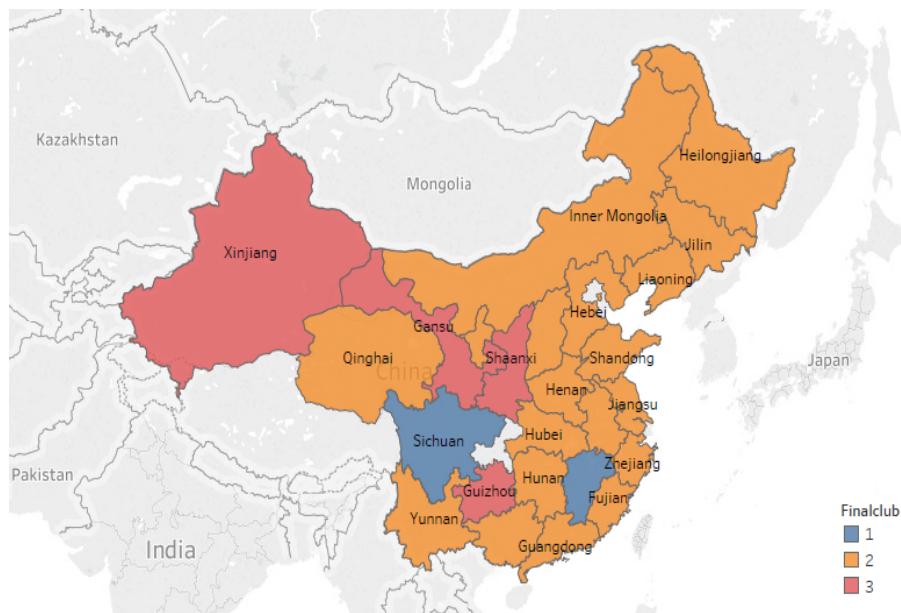 Kazakhstan
Heilongjiang
Mongolia
Inner Mongolia
Jilin
Xinjiang
Liaoning
Hebei
Gansu
Qinghai
China
Shaanxi
Shandong
Japan
Henan
Jiangsu
Sichuan
Hubei
Znejiang
Pakistan
Hunan
Guizhou
Fujian
Yunnan
Guangdong
India
Finalclub
1
2
3